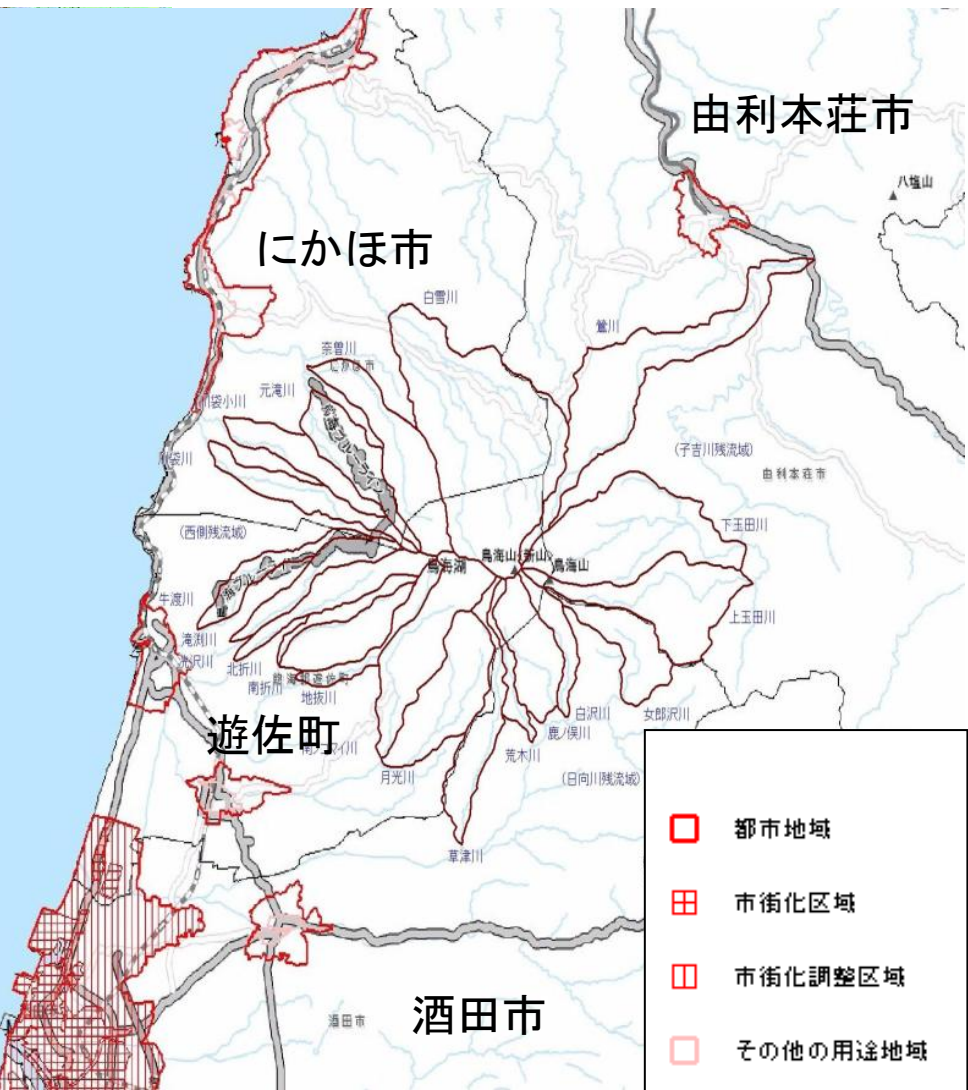 由利本荘市
八塩山
にかほ市
白雪川
鶯川
奈曽川
にかほ市
元滝川
川袋小川
川袋川
(子吉川残流域)
由利本荘市
(西側残流域)
下玉田川
鳥海湖
鳥海山・新山
鳥海山
牛渡川
上玉田川
滝渕川
洗沢川
北折川
南折川
地抜川
白沢川
女郎沢川
鹿ノ俣川
遊佐町
荒木川
月光川
(日向川残流域)
草津川
酒田市
酒田市
都市地域
市街化区域
市街化調整区域
その他の用途地域